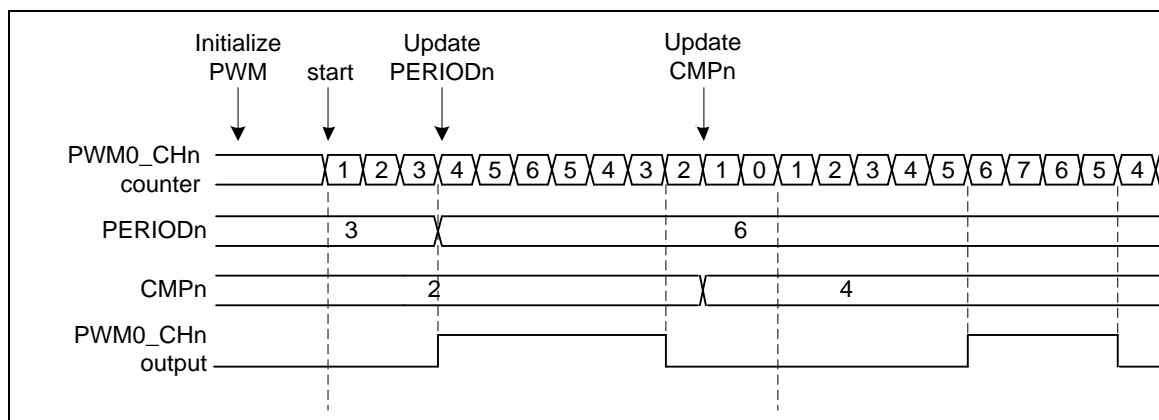 Initialize
PWM
start
Update
PERIODn
Update
CMPn
PWM0_CHn
counter
1 2 3 4 5 6 5 4 3 2 1 0 1 2 3 4 5 6 7 6 5 4
PERIODn
3 6
CMPn
2 4
PWM0_CHn
output